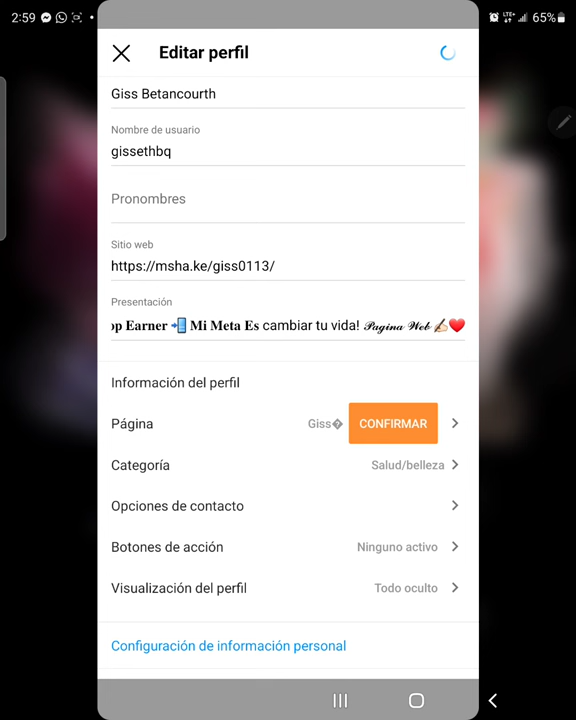 2:59
LTE+
65%
Editar perfil
Giss Betancourth
Nombre de usuario
gissethbq
Pronombres
Sitio web
https://msha.ke/giss0113/
Presentación
op 𝐄𝐚𝐫𝐧𝐞𝐫 📲 𝐌𝐢 𝐌𝐞𝐭𝐚 𝐄𝐬 cambiar tu vida! 𝒫𝒶𝑔𝒾𝓃𝒶 𝒲𝑒𝒷 ✍🏻❤️
Información del perfil
Página Giss� CONFIRMAR
Categoría Salud/belleza
Opciones de contacto
Botones de acción Ninguno activo
Visualización del perfil Todo oculto
Configuración de información personal